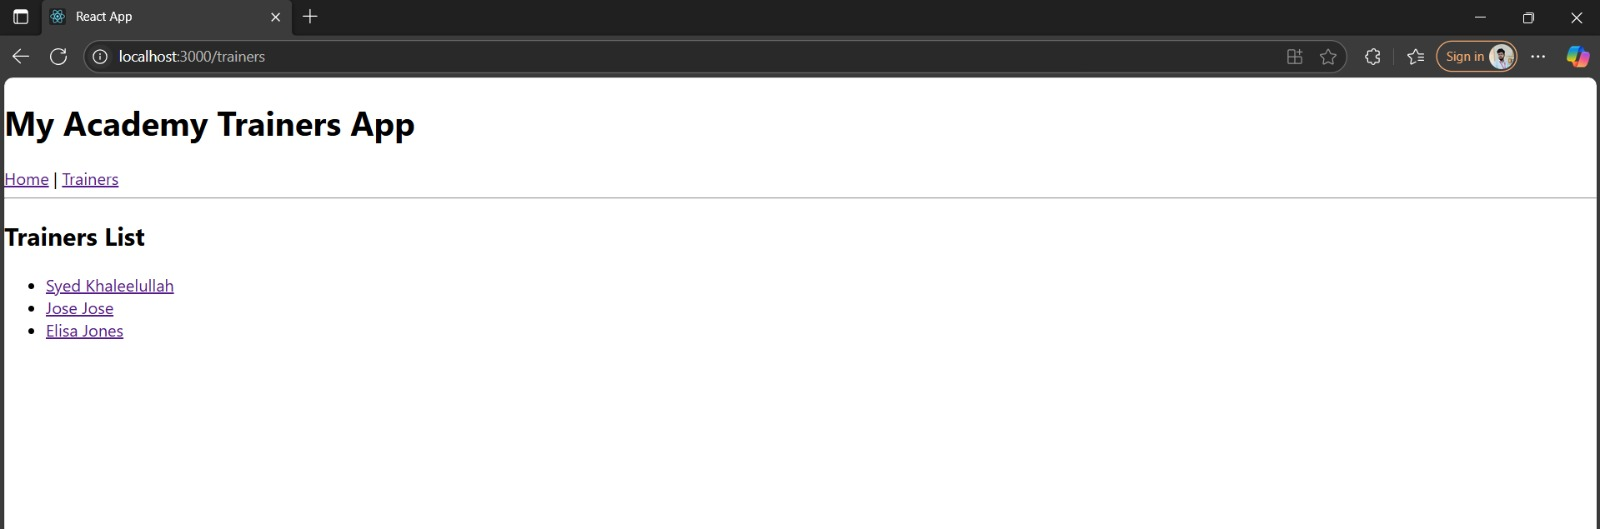 React App
localhost:3000/trainers
Sign in
My Academy Trainers App
Home | Trainers
Trainers List
Syed Khaleelullah
Jose Jose
Elisa Jones